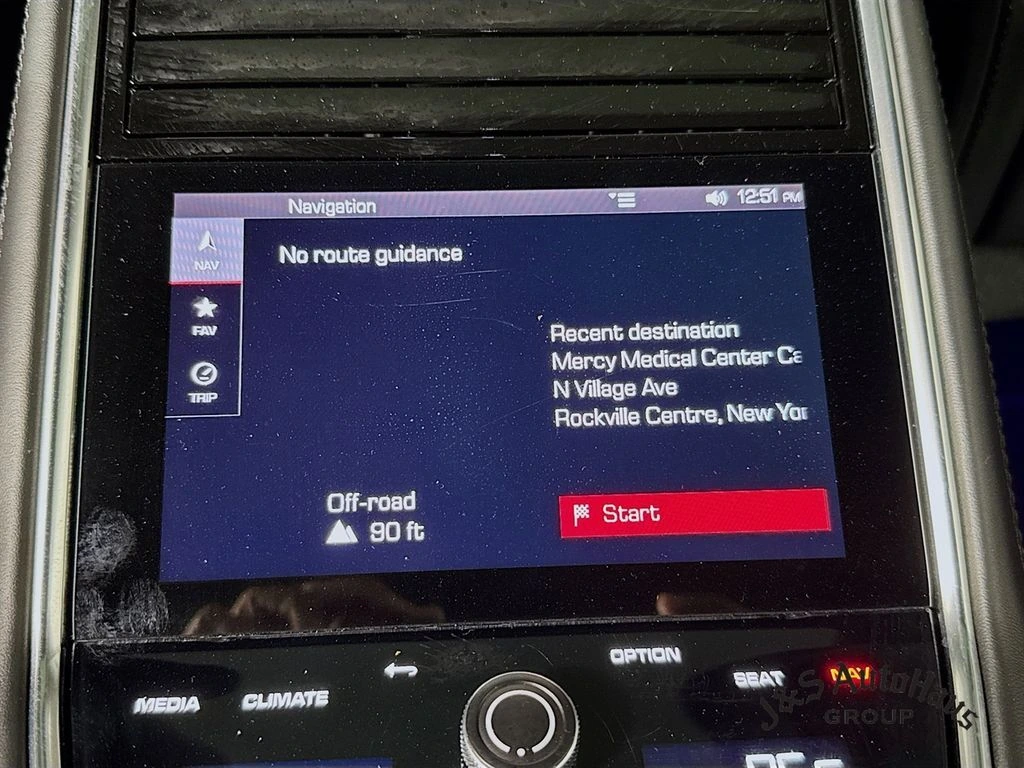 Navigation
12:51 PM
NAV
No route guidance
FAV
TRIP
Recent destination
Mercy Medical Center Ca
N Village Ave
Rockville Centre, New Yor
Off-road
90 ft
Start
OPTION
SEAT
NAV
MEDIA
CLIMATE
J&S AutoHaus
GROUP